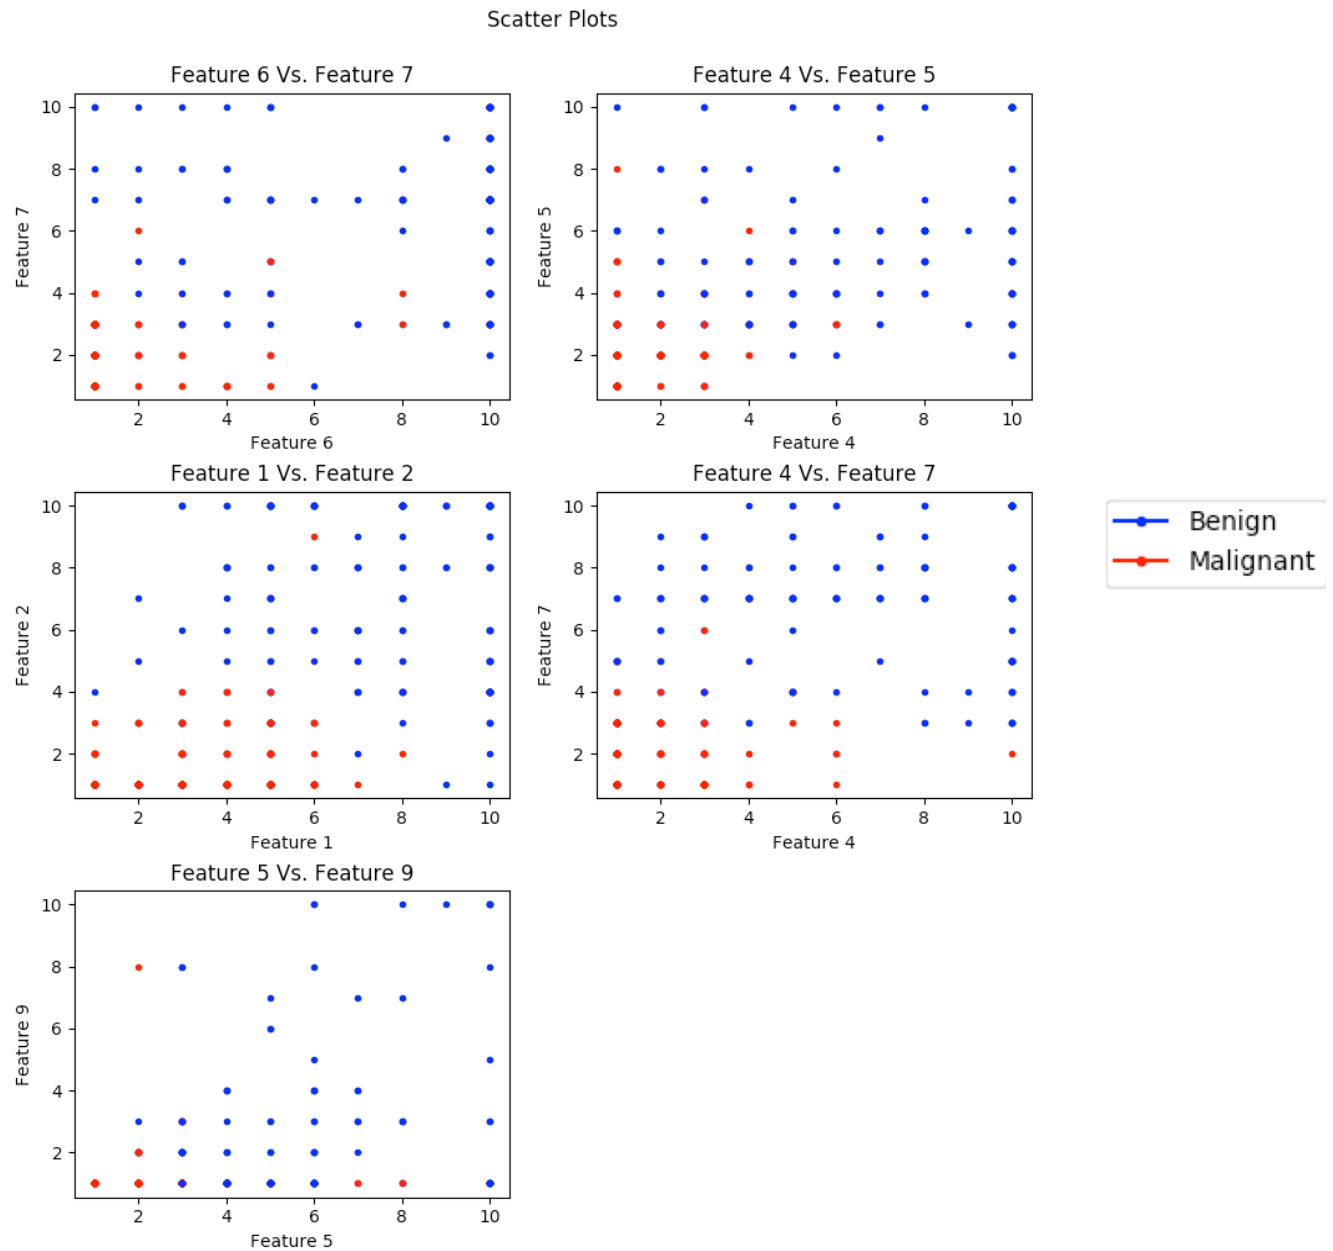 Scatter Plots
Feature 6 Vs. Feature 7
10
8
6
4
2
Feature 7
2 4 6 8 10
Feature 6
Feature 4 Vs. Feature 5
10
8
6
4
2
Feature 5
2 4 6 8 10
Feature 4
Feature 1 Vs. Feature 2
10
8
6
4
2
Feature 2
2 4 6 8 10
Feature 1
Feature 4 Vs. Feature 7
10
8
6
4
2
Feature 7
2 4 6 8 10
Feature 4
Benign
Malignant
Feature 5 Vs. Feature 9
10
8
6
4
2
Feature 9
2 4 6 8 10
Feature 5